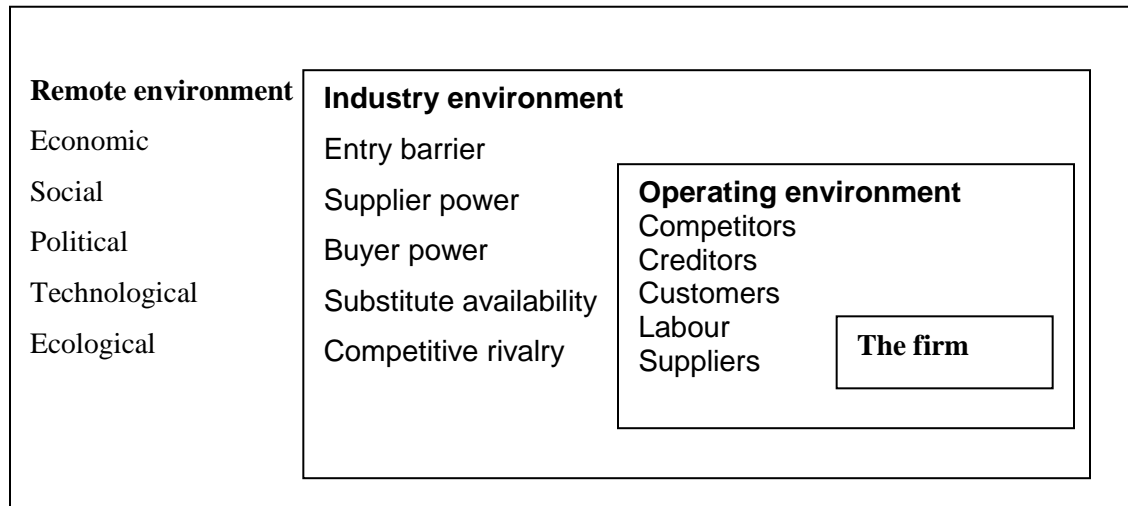 Remote environment
Economic
Social
Political
Technological
Ecological
Industry environment
Entry barrier
Supplier power
Buyer power
Substitute availability
Competitive rivalry
Operating environment
Competitors
Creditors
Customers
Labour
Suppliers
The firm